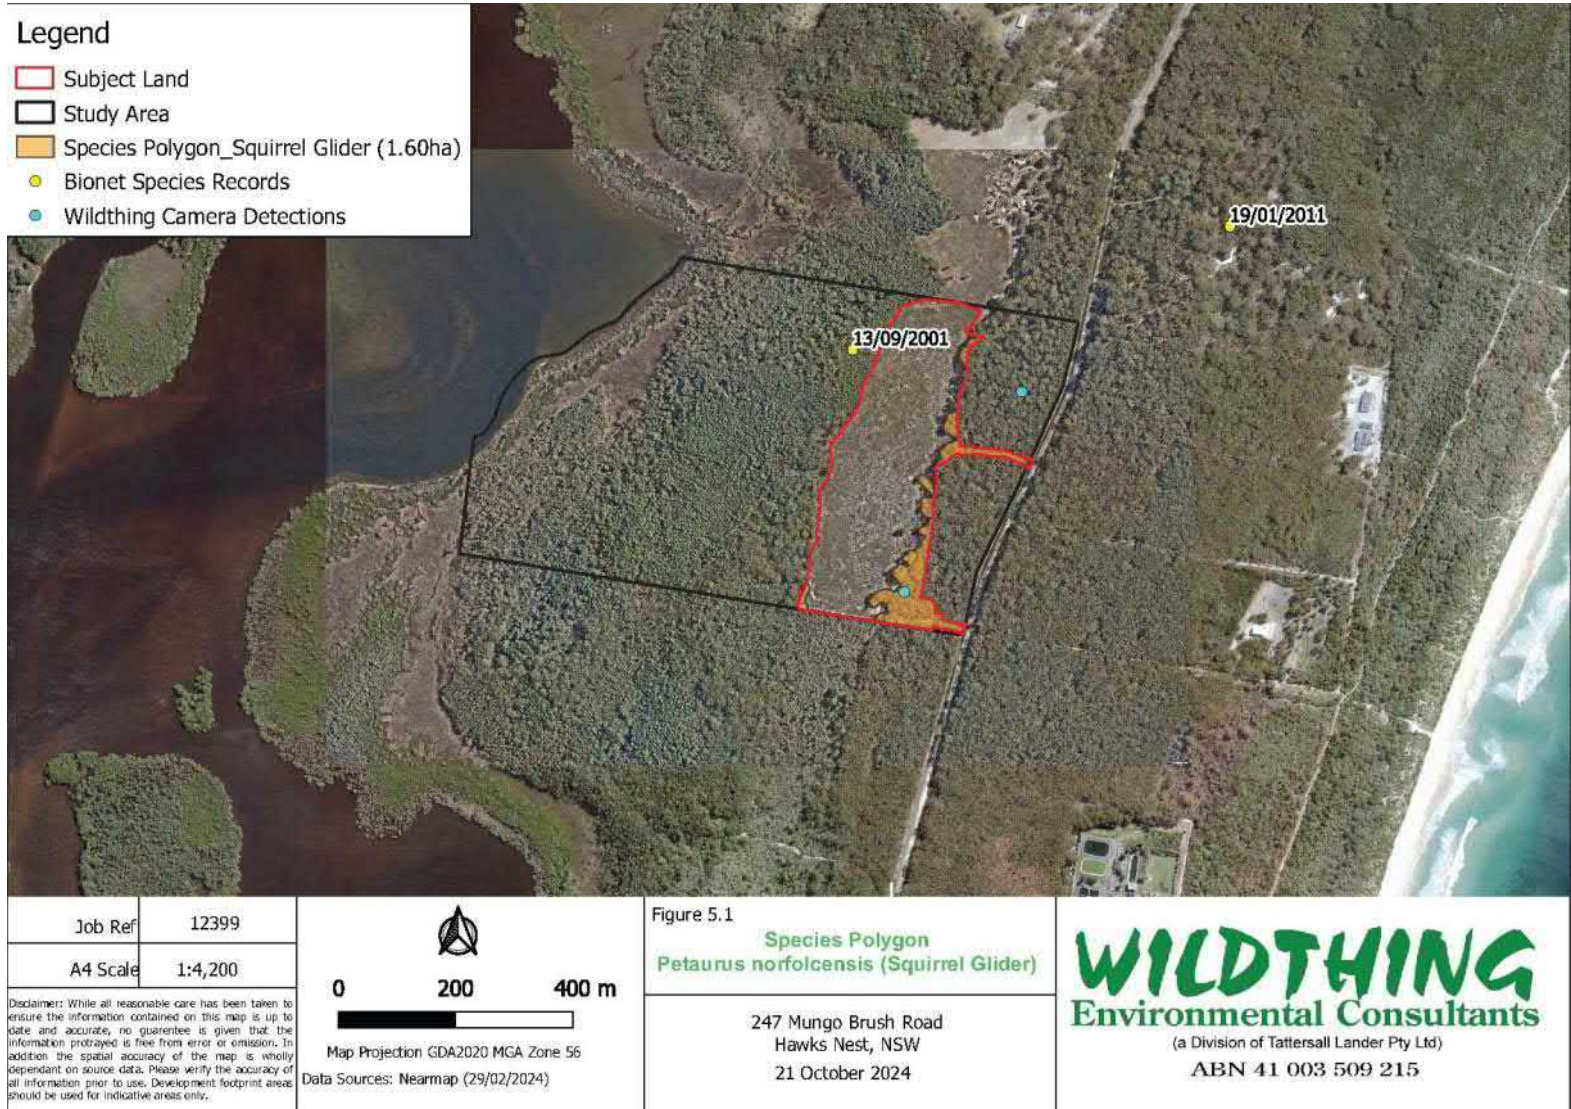 Legend
Subject Land
Study Area
Species Polygon_Squirrel Glider (1.60ha)
Bionet Species Records
Wildthing Camera Detections
19/01/2011
13/09/2001
Job Ref
12399
A4 Scale
1:4,200
Disclaimer: While all reasonable care has been taken to
ensure the information contained on this map is up to
date and accurate, no guarentee is given that the
information protrayed is free from error or omission. In
addition the spatial accuracy of the map is wholly
dependant on source data. Please verify the accuracy of
all information prior to use. Development footprint areas
should be used for indicative areas only.
0 200 400 m
Map Projection GDA2020 MGA Zone 56
Data Sources: Nearmap (29/02/2024)
Figure 5.1
Species Polygon
Petaurus norfolcensis (Squirrel Glider)
247 Mungo Brush Road
Hawks Nest, NSW
21 October 2024
WILDTHING
Environmental Consultants
(a Division of Tattersall Lander Pty Ltd)
ABN 41 003 509 215